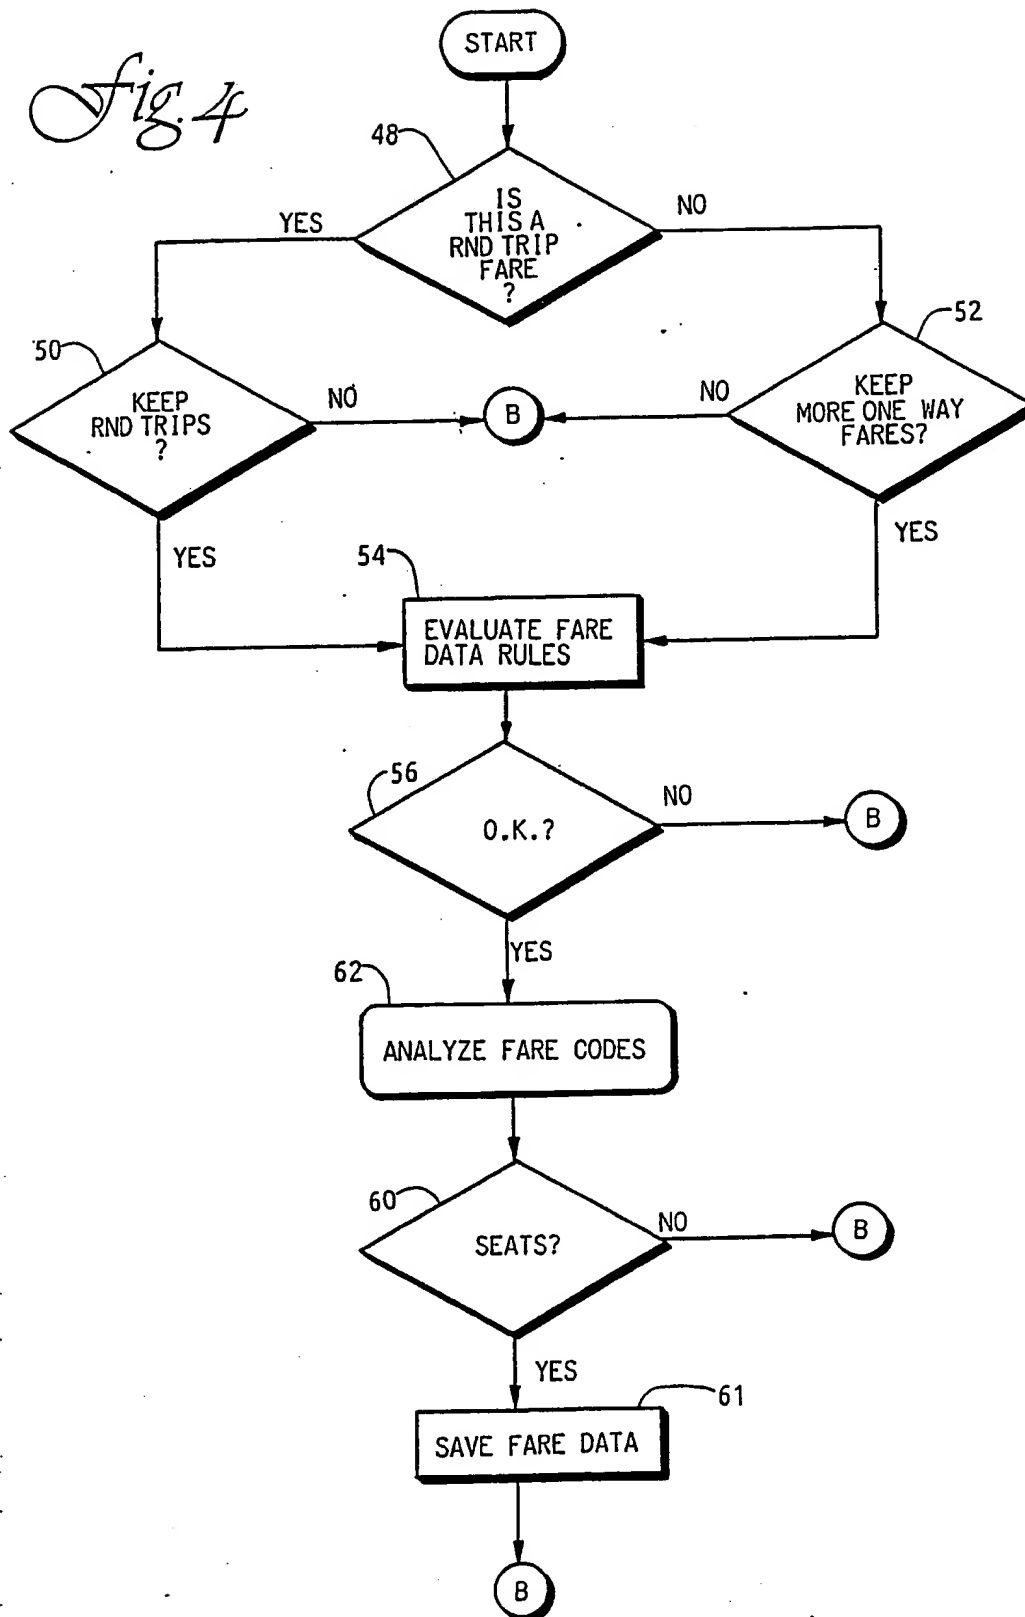 Fig. 4
START
48
IS
THIS A
RND TRIP
FARE
?
YES
NO
50
KEEP
RND TRIPS
?
NO
B
NO
52
KEEP
MORE ONE WAY
FARES?
YES
YES
54
EVALUATE FARE
DATA RULES
56
O.K.?
NO
B
YES
62
ANALYZE FARE CODES
60
SEATS?
NO
B
YES
61
SAVE FARE DATA
B